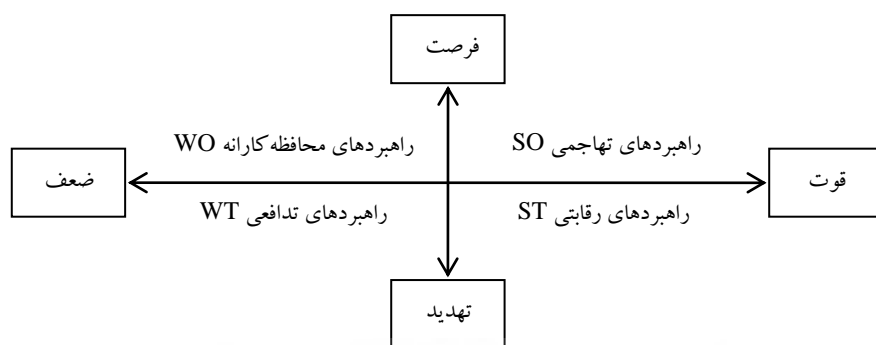 فرصت
راهبردهای تهاجمی SO
راهبردهای محافظه‌کارانه WO
قوت
ضعف
راهبردهای رقابتی ST
راهبردهای تدافعی WT
تهدید